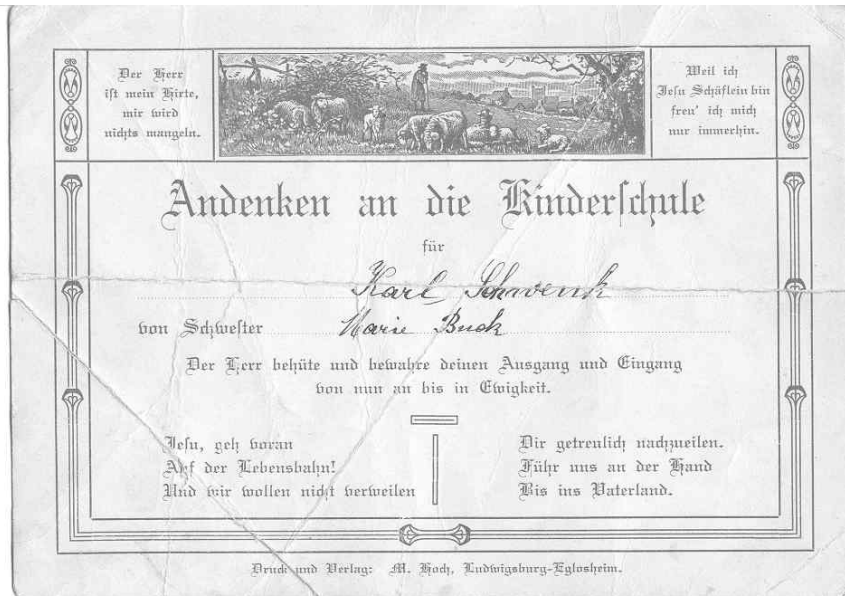 Der Herr
ist mein Hirte,
mir wird
nichts mangeln.
Weil ich
Jesu Schäflein bin
freu' ich mich
nur immerhin.
Andenken an die Kinderschule
für
Karl Schwenk
von Schwester Marie Buck
Der Herr behüte und bewahre deinen Ausgang und Eingang
von nun an bis in Ewigkeit.
Jesu, geh voran
Auf der Lebensbahn!
Und wir wollen nicht verweilen
Dir getreulich nachzueilen.
Führ uns an der Hand
Bis ins Vaterland.
Druck und Verlag: M. Hoch, Ludwigsburg-Eglosheim.